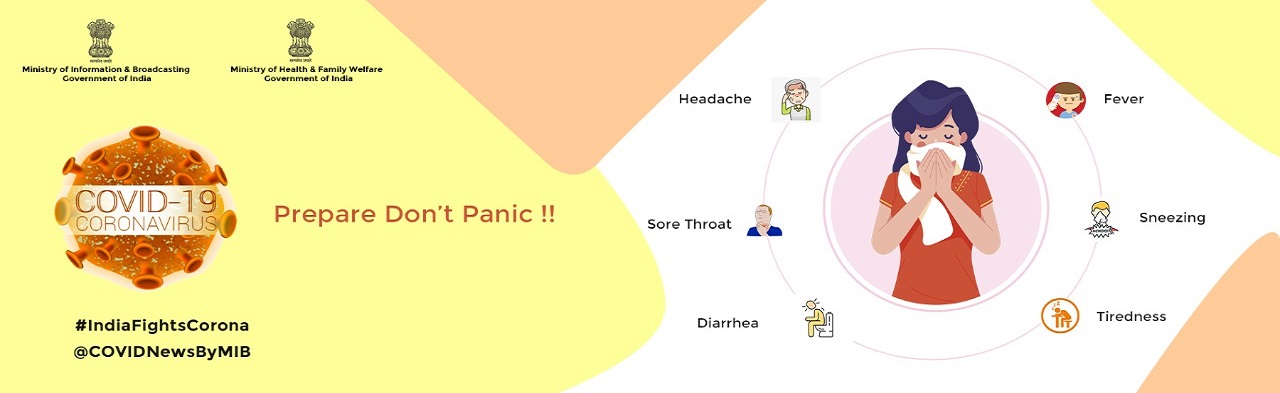 Ministry of Information & Broadcasting
Government of India
Ministry of Health & Family Welfare
Government of India
COVID-19
CORONAVIRUS
Prepare Don't Panic !!
#IndiaFightsCorona
@COVIDNewsByMIB
Headache
Fever
Sore Throat
Sneezing
Diarrhea
Tiredness